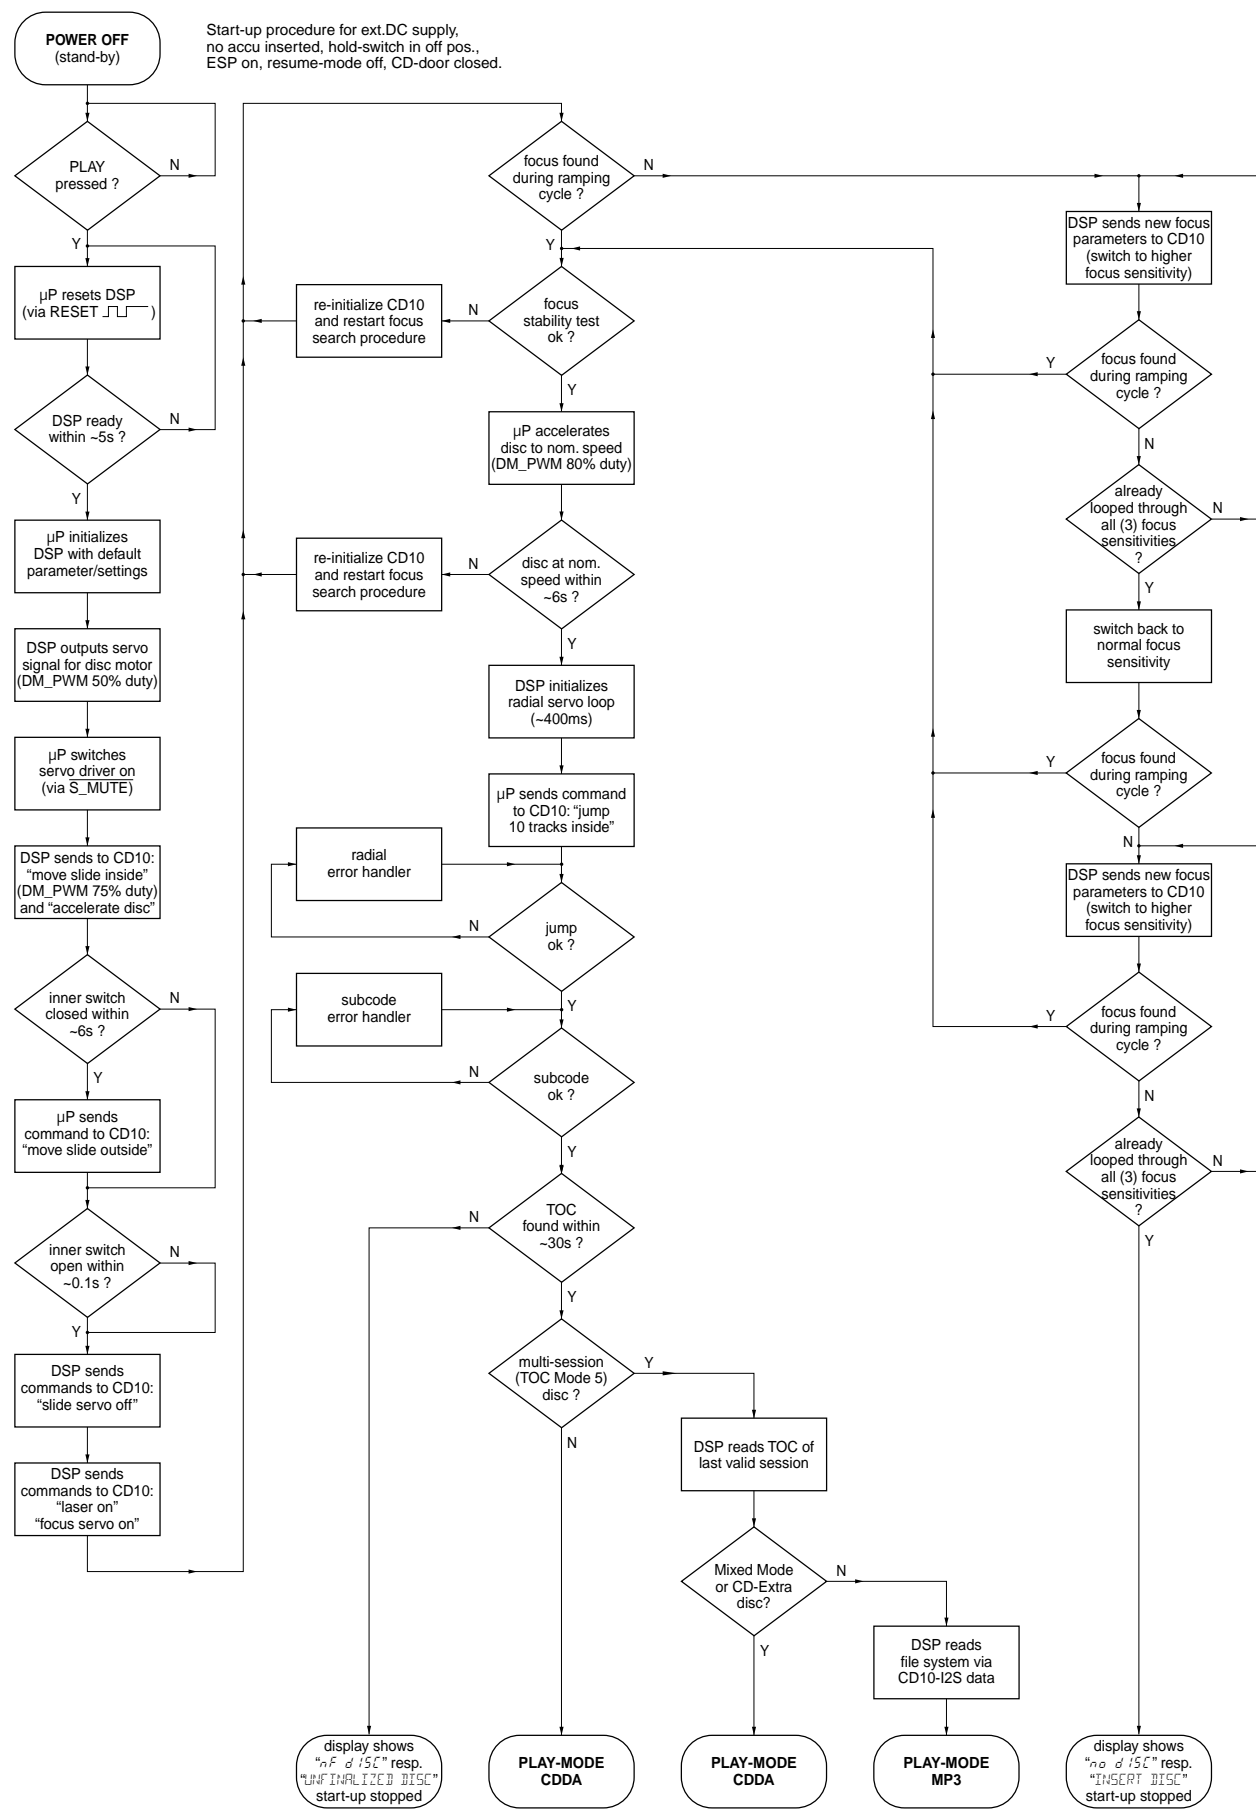 POWER OFF
(stand-by)
Start-up procedure for ext.DC supply,
no accu inserted, hold-switch in off pos.,
ESP on, resume-mode off, CD-door closed.
PLAY
pressed ?
N
Y
µP resets DSP
(via RESET )
DSP ready
within ~5s ?
N
Y
µP initializes
DSP with default
parameter/settings
DSP outputs servo
signal for disc motor
(DM_PWM 50% duty)
µP switches
servo driver on
(via S_MUTE)
DSP sends to CD10:
“move slide inside”
(DM_PWM 75% duty)
and “accelerate disc”
inner switch
closed within
~6s ?
N
Y
µP sends
command to CD10:
“move slide outside”
inner switch
open within
~0.1s ?
N
Y
DSP sends
commands to CD10:
“slide servo off”
DSP sends
commands to CD10:
“laser on”
“focus servo on”
focus found
during ramping
cycle ?
N
Y
focus
stability test
ok ?
N
re-initialize CD10
and restart focus
search procedure
Y
µP accelerates
disc to nom. speed
(DM_PWM 80% duty)
disc at nom.
speed within
~6s ?
N
re-initialize CD10
and restart focus
search procedure
Y
DSP initializes
radial servo loop
(~400ms)
µP sends command
to CD10: “jump
10 tracks inside”
radial
error handler
jump
ok ?
N
Y
subcode
error handler
subcode
ok ?
N
Y
TOC
found within
~30s ?
N
Y
multi-session
(TOC Mode 5)
disc ?
Y
N
DSP reads TOC of
last valid session
Mixed Mode
or CD-Extra
disc?
N
Y
DSP reads
file system via
CD10-I2S data
DSP sends new focus
parameters to CD10
(switch to higher
focus sensitivity)
focus found
during ramping
cycle ?
Y
N
already
looped through
all (3) focus
sensitivities
?
N
Y
switch back to
normal focus
sensitivity
focus found
during ramping
cycle ?
Y
N
DSP sends new focus
parameters to CD10
(switch to higher
focus sensitivity)
focus found
during ramping
cycle ?
Y
N
already
looped through
all (3) focus
sensitivities
?
N
Y
display shows
“nF dISC” resp.
“UNFINALIZED DISC”
start-up stopped
PLAY-MODE
CDDA
PLAY-MODE
CDDA
PLAY-MODE
MP3
display shows
“no dISC” resp.
“INSERT DISC”
start-up stopped